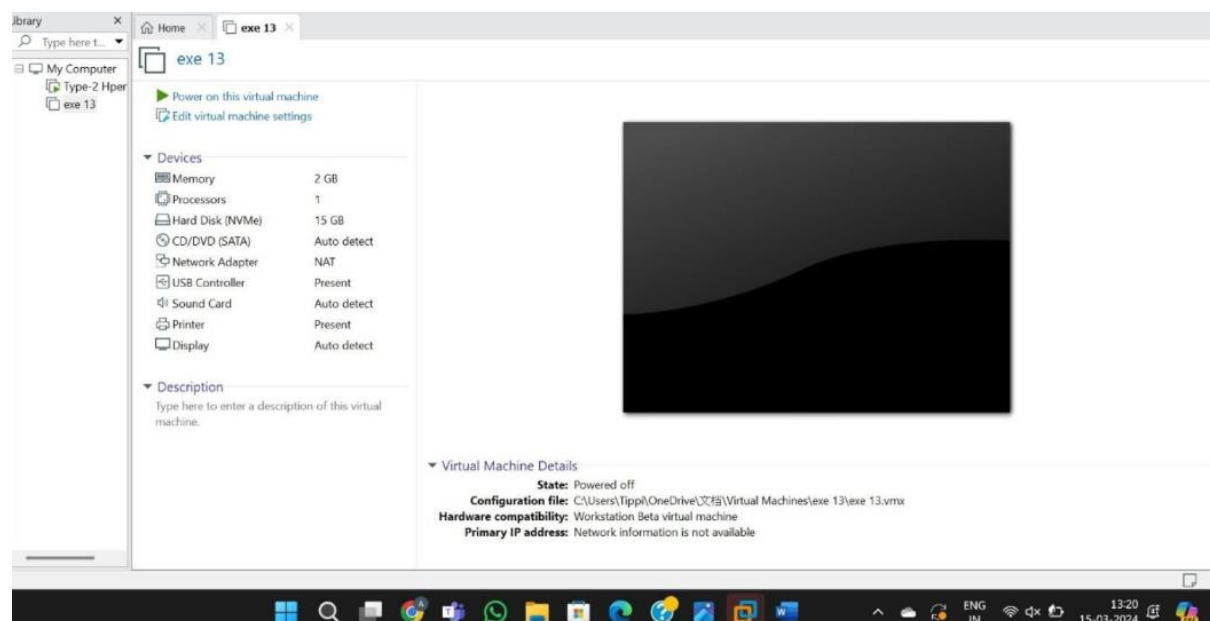 ibrary ×
Home × exe 13 ×
Type here t...
exe 13
My Computer
Type-2 Hper
exe 13
Power on this virtual machine
Edit virtual machine settings
Devices
Memory 2 GB
Processors 1
Hard Disk (NVMe) 15 GB
CD/DVD (SATA) Auto detect
Network Adapter NAT
USB Controller Present
Sound Card Auto detect
Printer Present
Display Auto detect
Description
Type here to enter a description of this virtual
machine.
Virtual Machine Details
State: Powered off
Configuration file: C:\Users\Tippi\OneDrive\文档\Virtual Machines\exe 13\exe 13.vmx
Hardware compatibility: Workstation Beta virtual machine
Primary IP address: Network information is not available
ENG
IN
13:20
15-03-2024